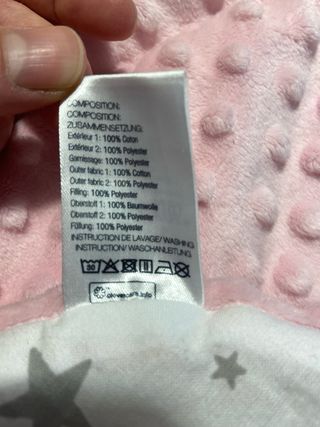 COMPOSITION:
COMPOSITION:
ZUSAMMENSETZUNG:
Extérieur 1: 100% Coton
Extérieur 2: 100% Polyester
Garnissage: 100% Polyester
Outer fabric 1: 100% Cotton
Outer fabric 2: 100% Polyester
Filling: 100% Polyester
Oberstoff 1: 100% Baumwolle
Oberstoff 2: 100% Polyester
Füllung: 100% Polyester
INSTRUCTION DE LAVAGE/ WASHING
INSTRUCTION/ WASCHANLEITUNG
30